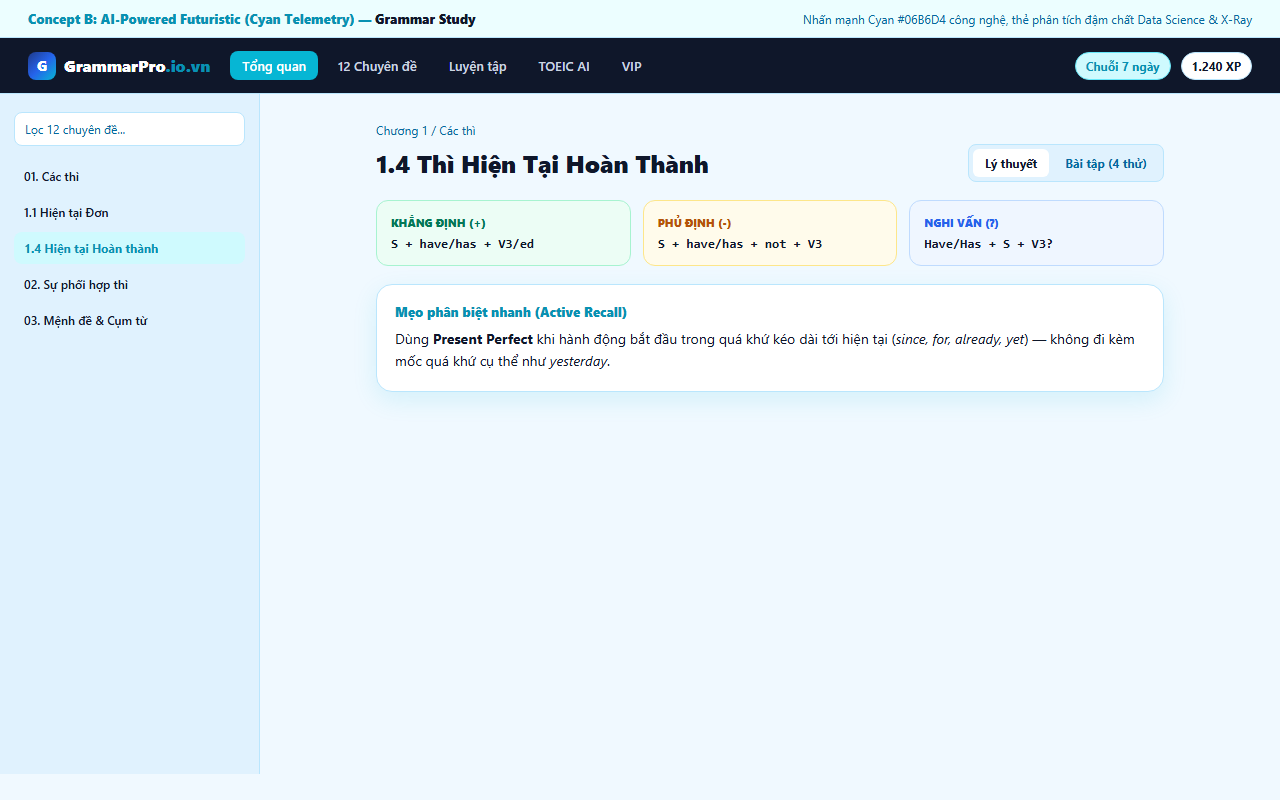 Concept B: AI-Powered Futuristic (Cyan Telemetry) — Grammar Study
Nhấn mạnh Cyan #06B6D4 công nghệ, thẻ phân tích đậm chất Data Science & X-Ray
G GrammarPro.io.vn
Tổng quan
12 Chuyên đề
Luyện tập
TOEIC AI
VIP
Chuỗi 7 ngày
1.240 XP
Lọc 12 chuyên đề...
01. Các thì
1.1 Hiện tại Đơn
1.4 Hiện tại Hoàn thành
02. Sự phối hợp thì
03. Mệnh đề & Cụm từ
Chương 1 / Các thì
1.4 Thì Hiện Tại Hoàn Thành
Lý thuyết
Bài tập (4 thử)
KHẲNG ĐỊNH (+)
S + have/has + V3/ed
PHỦ ĐỊNH (-)
S + have/has + not + V3
NGHI VẤN (?)
Have/Has + S + V3?
Mẹo phân biệt nhanh (Active Recall)
Dùng Present Perfect khi hành động bắt đầu trong quá khứ kéo dài tới hiện tại (since, for, already, yet) — không đi kèm
mốc quá khứ cụ thể như yesterday.